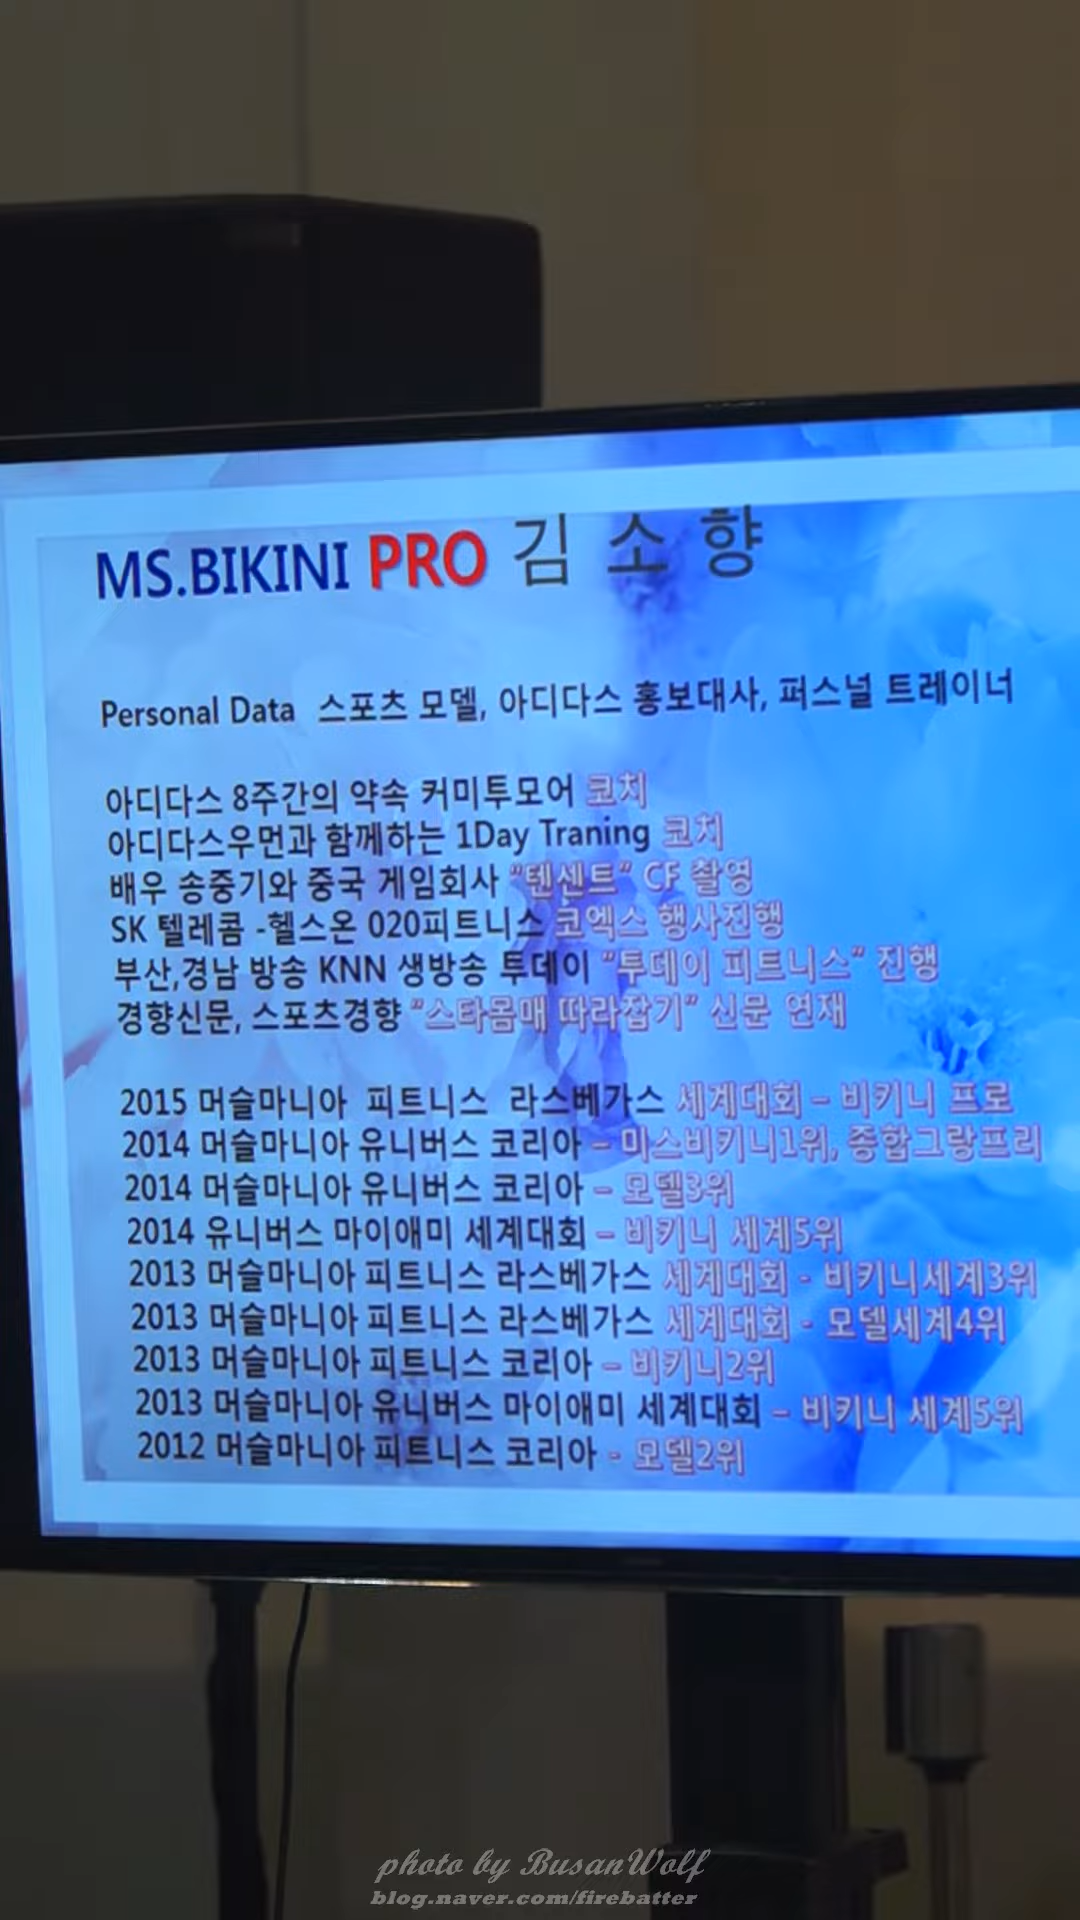 MS.BIKINI PRO 김 소 향
Personal Data 스포츠 모델, 아디다스 홍보대사, 퍼스널 트레이너
아디다스 8주간의 약속 커미투모어 코치
아디다스우먼과 함께하는 1Day Traning 코치
배우 송중기와 중국 게임회사 “텐센트” CF 촬영
SK 텔레콤 -헬스온 020피트니스 코엑스 행사진행
부산,경남 방송 KNN 생방송 투데이 “투데이 피트니스” 진행
경향신문, 스포츠경향 “스타몸매 따라잡기” 신문 연재
2015 머슬마니아 피트니스 라스베가스 세계대회 – 비키니 프로
2014 머슬마니아 유니버스 코리아 – 미스비키니1위, 종합그랑프리
2014 머슬마니아 유니버스 코리아 – 모델3위
2014 유니버스 마이애미 세계대회 – 비키니 세계5위
2013 머슬마니아 피트니스 라스베가스 세계대회 - 비키니세계3위
2013 머슬마니아 피트니스 라스베가스 세계대회 - 모델세계4위
2013 머슬마니아 피트니스 코리아 – 비키니2위
2013 머슬마니아 유니버스 마이애미 세계대회 – 비키니 세계5위
2012 머슬마니아 피트니스 코리아 - 모델2위
photo by BusanWolf
blog.naver.com/firebatter